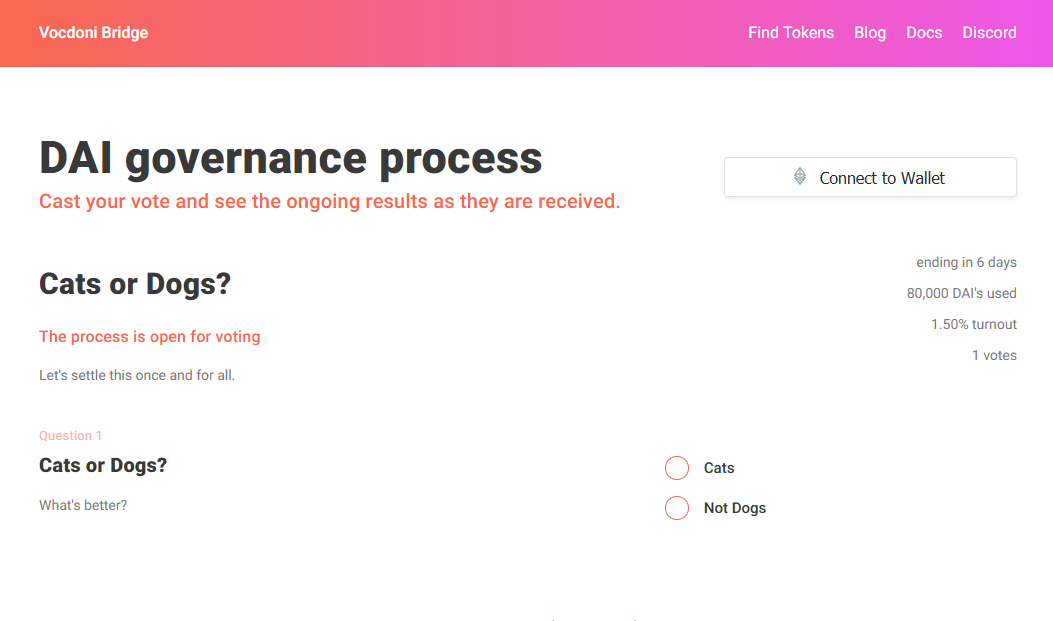 Vocdoni Bridge
Find Tokens Blog Docs Discord
DAI governance process
Cast your vote and see the ongoing results as they are received.
Connect to Wallet
Cats or Dogs?
The process is open for voting
Let's settle this once and for all.
ending in 6 days
80,000 DAI's used
1.50% turnout
1 votes
Question 1
Cats or Dogs?
What's better?
Cats
Not Dogs